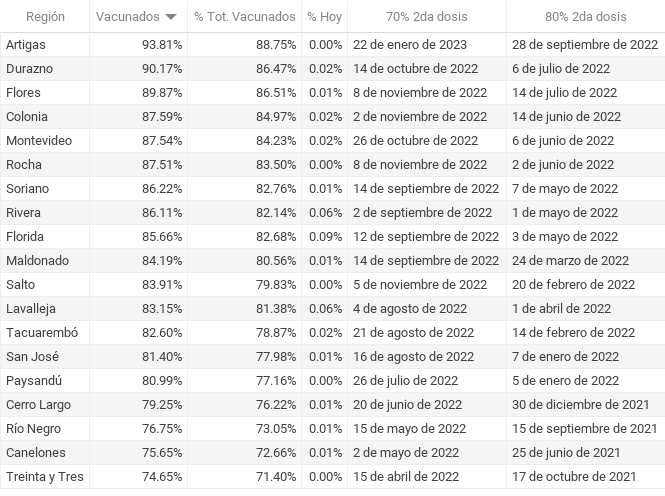 Región Vacunados % Tot. Vacunados % Hoy 70% 2da dosis 80% 2da dosis
Artigas 93.81% 88.75% 0.00% 22 de enero de 2023 28 de septiembre de 2022
Durazno 90.17% 86.47% 0.02% 14 de octubre de 2022 6 de julio de 2022
Flores 89.87% 86.51% 0.01% 8 de noviembre de 2022 14 de julio de 2022
Colonia 87.59% 84.97% 0.02% 2 de noviembre de 2022 14 de junio de 2022
Montevideo 87.54% 84.23% 0.02% 26 de octubre de 2022 6 de junio de 2022
Rocha 87.51% 83.50% 0.00% 8 de noviembre de 2022 2 de junio de 2022
Soriano 86.22% 82.76% 0.01% 14 de septiembre de 2022 7 de mayo de 2022
Rivera 86.11% 82.14% 0.06% 2 de septiembre de 2022 1 de mayo de 2022
Florida 85.66% 82.68% 0.09% 12 de septiembre de 2022 3 de mayo de 2022
Maldonado 84.19% 80.56% 0.01% 14 de septiembre de 2022 24 de marzo de 2022
Salto 83.91% 79.83% 0.00% 5 de noviembre de 2022 20 de febrero de 2022
Lavalleja 83.15% 81.38% 0.06% 4 de agosto de 2022 1 de abril de 2022
Tacuarembó 82.60% 78.87% 0.02% 21 de agosto de 2022 14 de febrero de 2022
San José 81.40% 77.98% 0.01% 16 de agosto de 2022 7 de enero de 2022
Paysandú 80.99% 77.16% 0.00% 26 de julio de 2022 5 de enero de 2022
Cerro Largo 79.25% 76.22% 0.01% 20 de junio de 2022 30 de diciembre de 2021
Río Negro 76.75% 73.05% 0.01% 15 de mayo de 2022 15 de septiembre de 2021
Canelones 75.65% 72.66% 0.01% 2 de mayo de 2022 25 de junio de 2021
Treinta y Tres 74.65% 71.40% 0.00% 15 de abril de 2022 17 de octubre de 2021